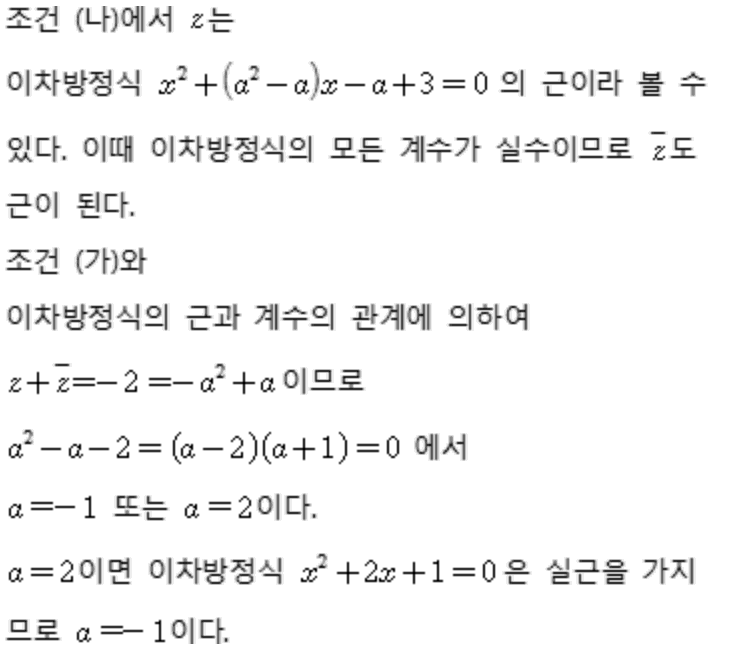 조건 (나)에서 z는
이차방정식 x²+(a²−a)x−a+3=0 의 근이라 볼 수
있다. 이때 이차방정식의 모든 계수가 실수이므로 z̄도
근이 된다.
조건 (가)와
이차방정식의 근과 계수의 관계에 의하여
z+z̄=−2=−a²+a 이므로
a²−a−2=(a−2)(a+1)=0 에서
a=−1 또는 a=2이다.
a=2이면 이차방정식 x²+2x+1=0은 실근을 가지
므로 a=−1이다.